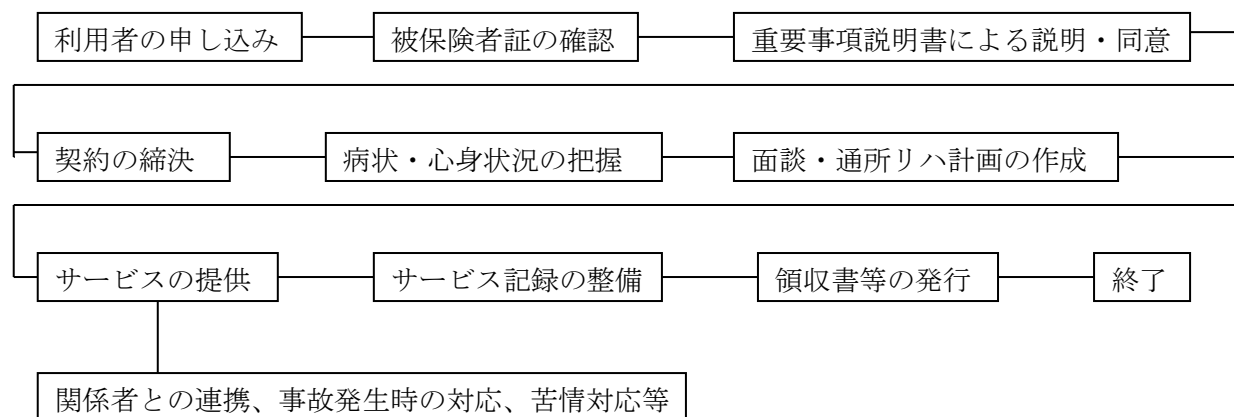 利用者の申し込み
被保険者証の確認
重要事項説明書による説明・同意
契約の締決
病状・心身状況の把握
面談・通所リハ計画の作成
サービスの提供
サービス記録の整備
領収書等の発行
終了
関係者との連携、事故発生時の対応、苦情対応等